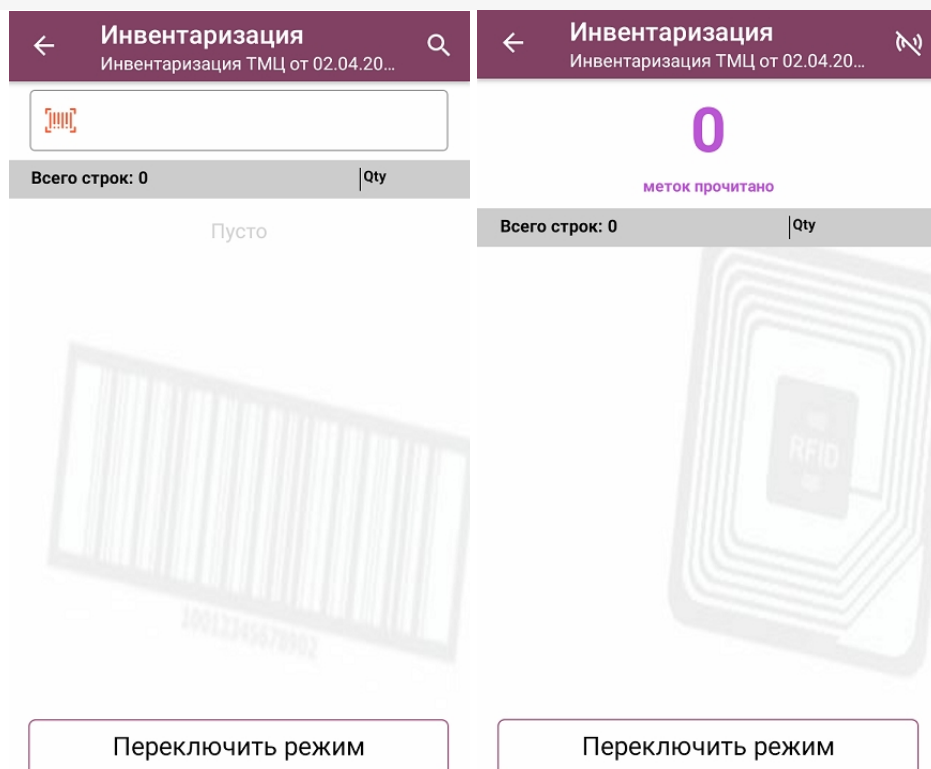 Инвентаризация
Инвентаризация ТМЦ от 02.04.20...
Всего строк: 0 Qty
Пусто
Переключить режим
Инвентаризация
Инвентаризация ТМЦ от 02.04.20...
0
меток прочитано
Всего строк: 0 Qty
RFID
Переключить режим